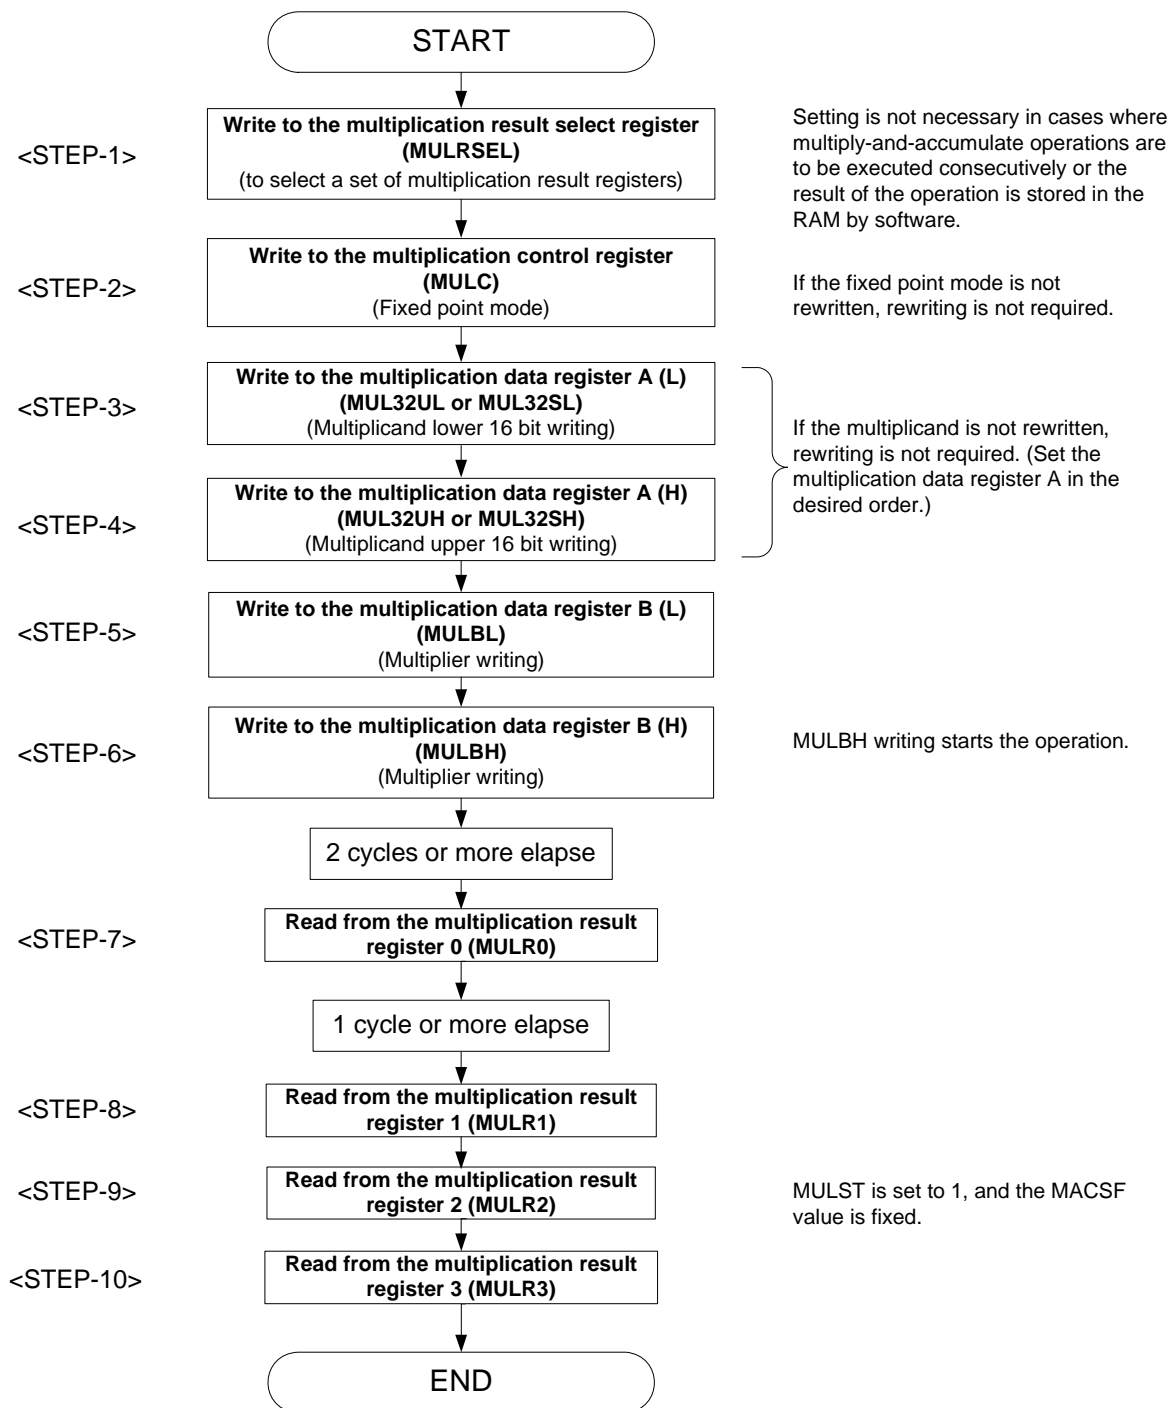 START
<STEP-1>
Write to the multiplication result select register
(MULRSEL)
(to select a set of multiplication result registers)
Setting is not necessary in cases where
multiply-and-accumulate operations are
to be executed consecutively or the
result of the operation is stored in the
RAM by software.
<STEP-2>
Write to the multiplication control register
(MULC)
(Fixed point mode)
If the fixed point mode is not
rewritten, rewriting is not required.
<STEP-3>
Write to the multiplication data register A (L)
(MUL32UL or MUL32SL)
(Multiplicand lower 16 bit writing)
If the multiplicand is not rewritten,
rewriting is not required. (Set the
multiplication data register A in the
desired order.)
<STEP-4>
Write to the multiplication data register A (H)
(MUL32UH or MUL32SH)
(Multiplicand upper 16 bit writing)
<STEP-5>
Write to the multiplication data register B (L)
(MULBL)
(Multiplier writing)
<STEP-6>
Write to the multiplication data register B (H)
(MULBH)
(Multiplier writing)
MULBH writing starts the operation.
2 cycles or more elapse
<STEP-7>
Read from the multiplication result
register 0 (MULR0)
1 cycle or more elapse
<STEP-8>
Read from the multiplication result
register 1 (MULR1)
<STEP-9>
Read from the multiplication result
register 2 (MULR2)
MULST is set to 1, and the MACSF
value is fixed.
<STEP-10>
Read from the multiplication result
register 3 (MULR3)
END